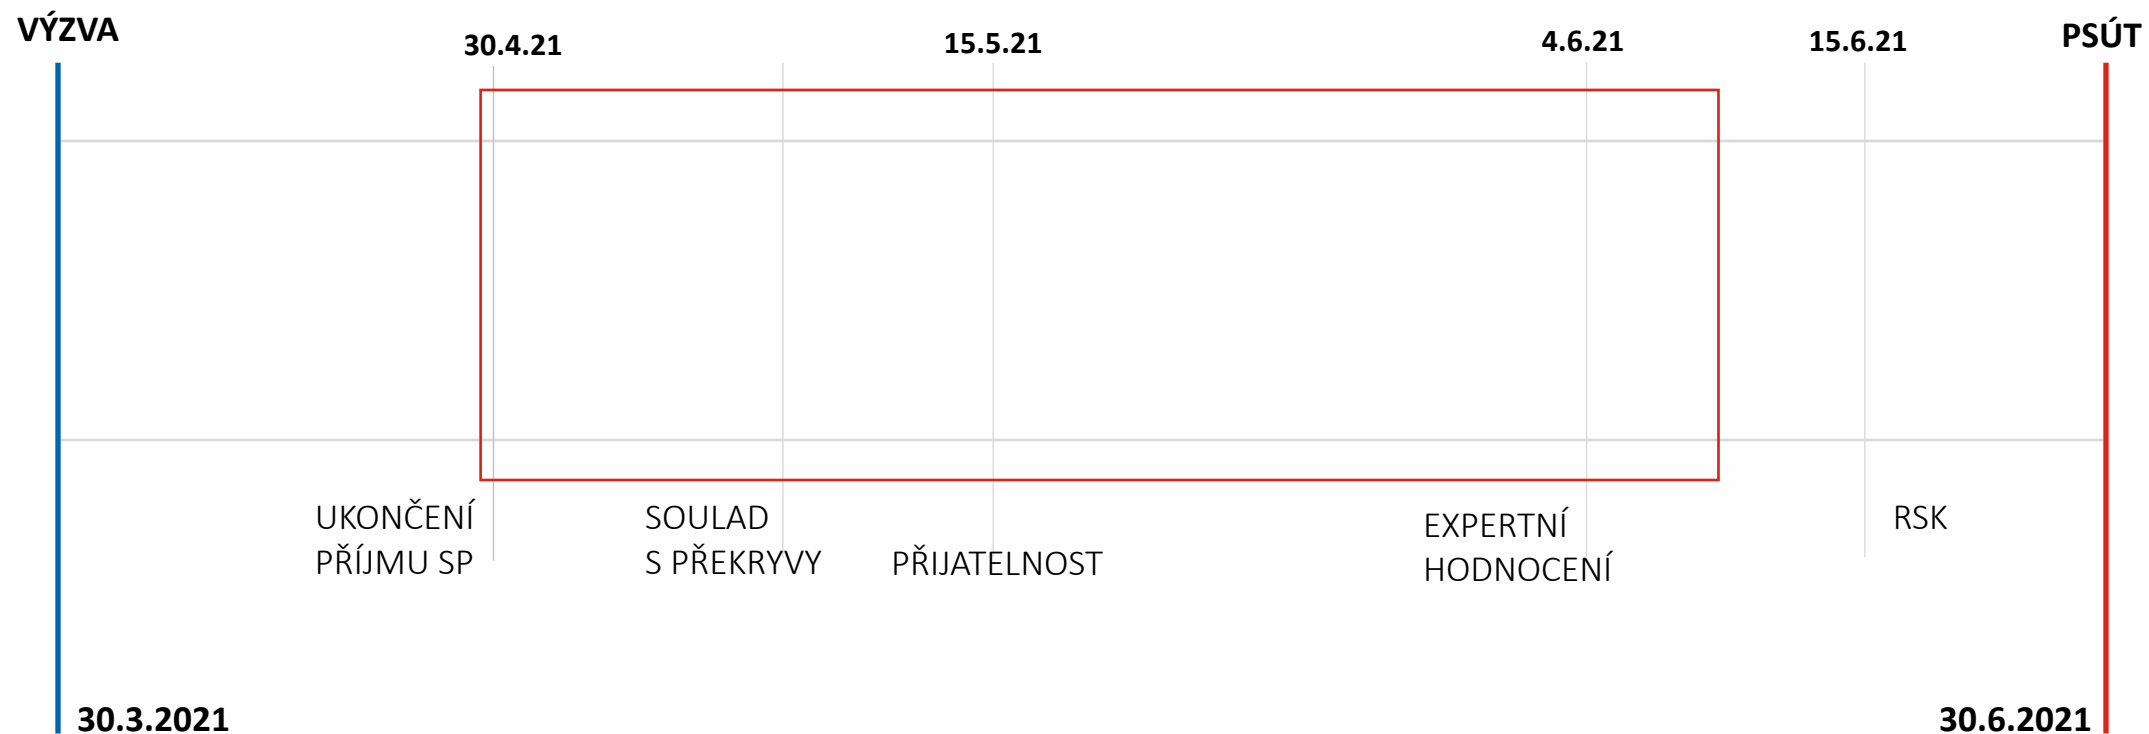 VÝZVA
30.4.21
15.5.21
4.6.21
15.6.21
PSÚT
UKONČENÍ
PŘÍJMU SP
SOULAD
S PŘEKRYVY
PŘIJATELNOST
EXPERTNÍ
HODNOCENÍ
RSK
30.3.2021
30.6.2021